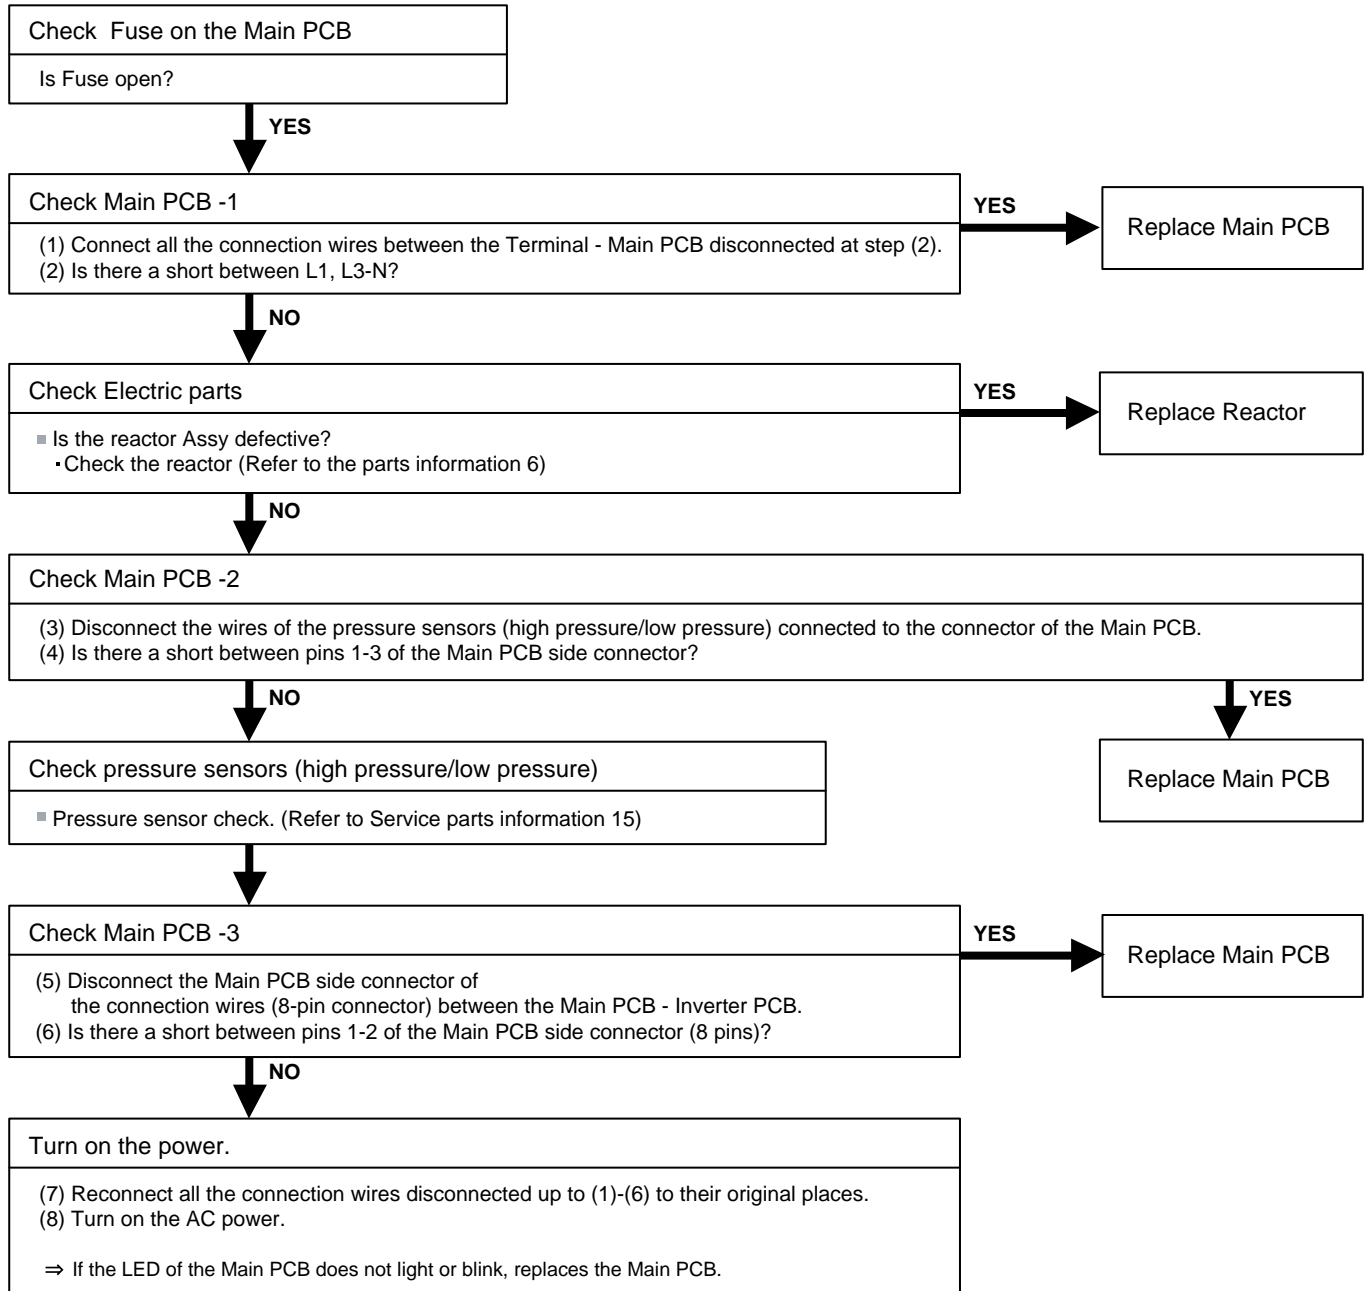 Check Fuse on the Main PCB
Is Fuse open?
YES
Check Main PCB -1
(1) Connect all the connection wires between the Terminal - Main PCB disconnected at step (2).
(2) Is there a short between L1, L3-N?
YES
Replace Main PCB
NO
Check Electric parts
■ Is the reactor Assy defective?
・Check the reactor (Refer to the parts information 6)
YES
Replace Reactor
NO
Check Main PCB -2
(3) Disconnect the wires of the pressure sensors (high pressure/low pressure) connected to the connector of the Main PCB.
(4) Is there a short between pins 1-3 of the Main PCB side connector?
NO
YES
Check pressure sensors (high pressure/low pressure)
■ Pressure sensor check. (Refer to Service parts information 15)
Replace Main PCB
Check Main PCB -3
(5) Disconnect the Main PCB side connector of
the connection wires (8-pin connector) between the Main PCB - Inverter PCB.
(6) Is there a short between pins 1-2 of the Main PCB side connector (8 pins)?
YES
Replace Main PCB
NO
Turn on the power.
(7) Reconnect all the connection wires disconnected up to (1)-(6) to their original places.
(8) Turn on the AC power.
⇒ If the LED of the Main PCB does not light or blink, replaces the Main PCB.